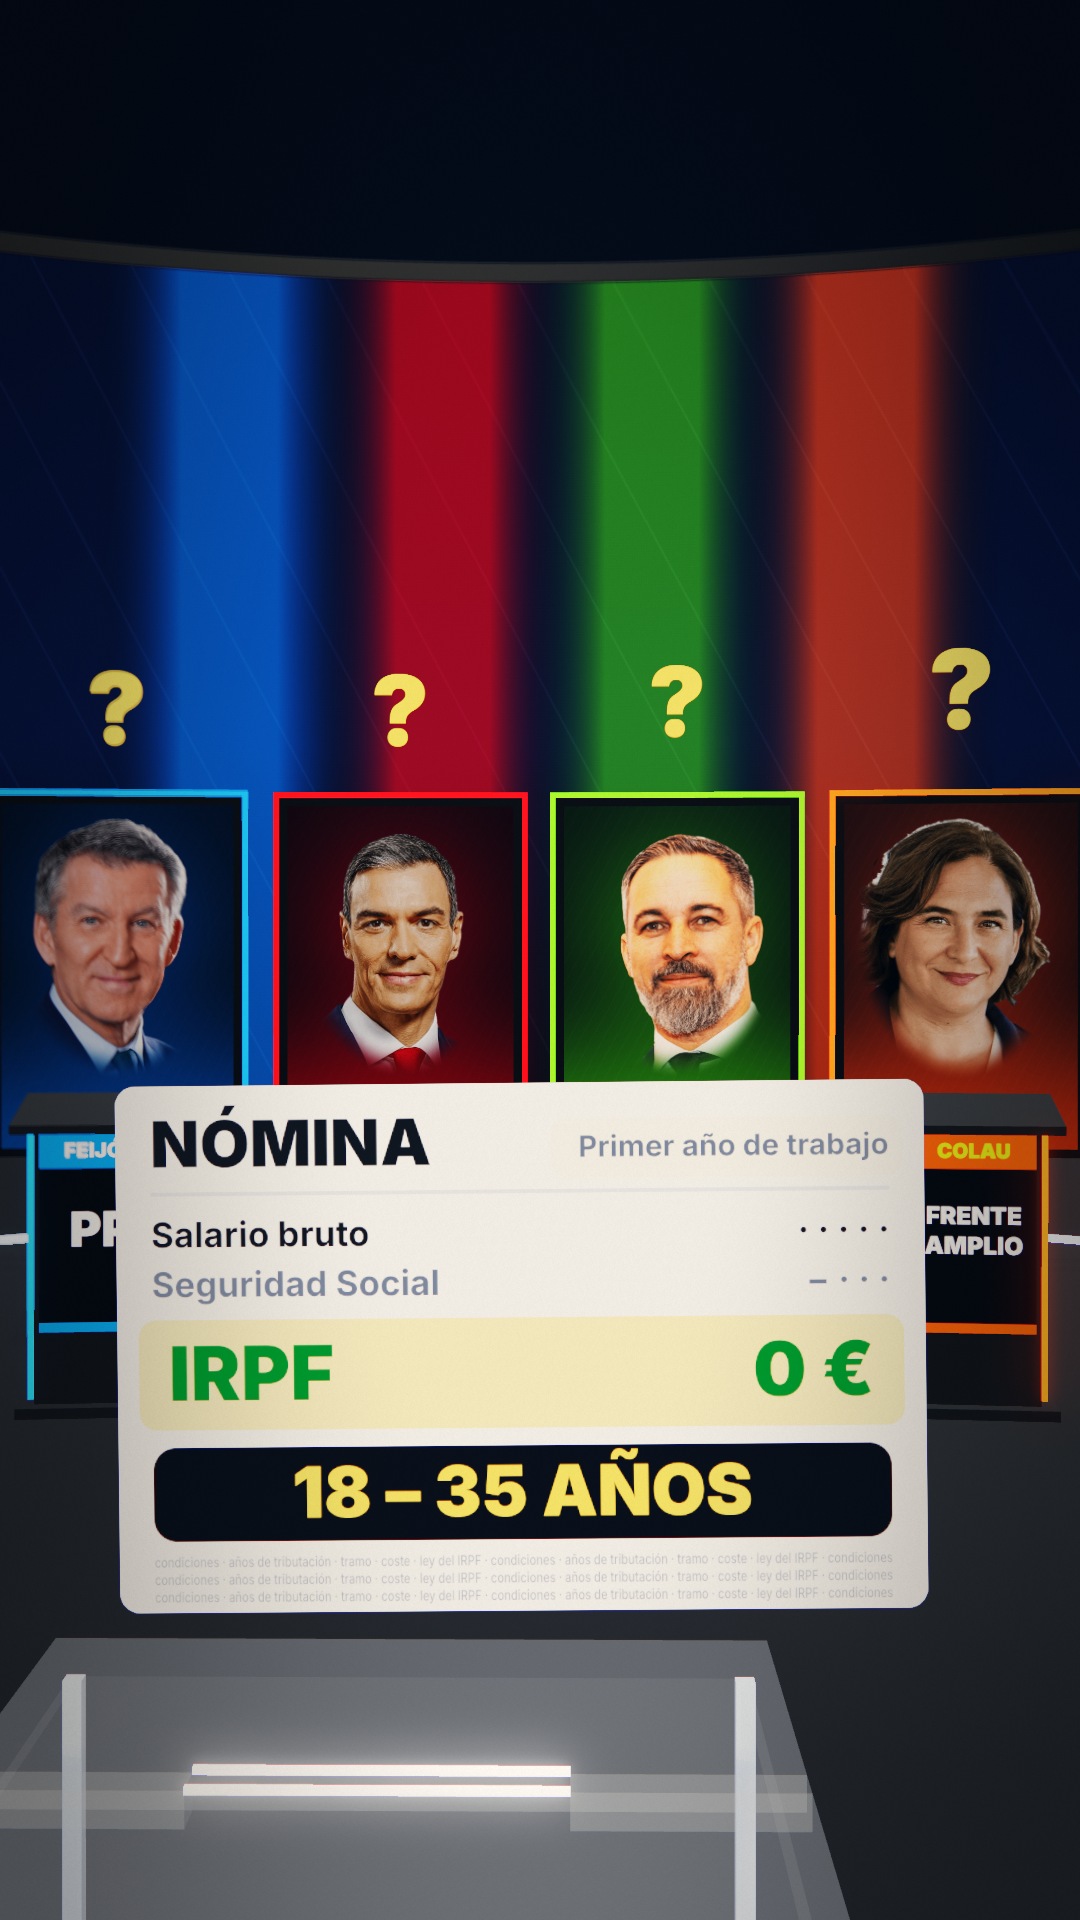 ? ? ? ?
NÓMINA
Primer año de trabajo
FEIJÓ
COLAU
FRENTE
AMPLIO
Salario bruto · · · · ·
Seguridad Social – · · ·
IRPF 0 €
18 – 35 AÑOS
condiciones · años de tributación · tramo · coste · ley del IRPF · condiciones · años de tributación · tramo · coste · ley del IRPF · condiciones
condiciones · años de tributación · tramo · coste · ley del IRPF · condiciones · años de tributación · tramo · coste · ley del IRPF · condiciones
condiciones · años de tributación · tramo · coste · ley del IRPF · condiciones · años de tributación · tramo · coste · ley del IRPF · condiciones